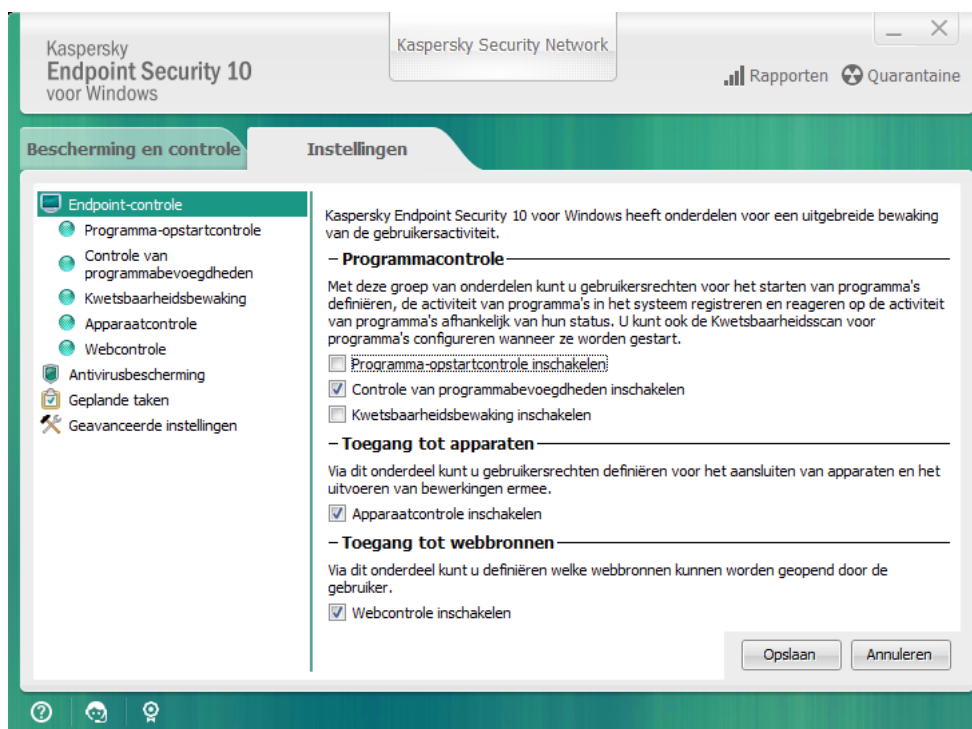 Kaspersky
Endpoint Security 10
voor Windows
Kaspersky Security Network
Rapporten
Quarantaine
Bescherming en controle
Instellingen
Endpoint-controle
Programma-opstartcontrole
Controle van
programmabevoegdheden
Kwetsbaarheidsbewaking
Apparaatcontrole
Webcontrole
Antivirusbescherming
Geplande taken
Geavanceerde instellingen
Kaspersky Endpoint Security 10 voor Windows heeft onderdelen voor een uitgebreide bewaking
van de gebruikersactiviteit.
– Programmacontrole
Met deze groep van onderdelen kunt u gebruikersrechten voor het starten van programma's
definiëren, de activiteit van programma's in het systeem registreren en reageren op de activiteit
van programma's afhankelijk van hun status. U kunt ook de Kwetsbaarheidsscan voor
programma's configureren wanneer ze worden gestart.
Programma-opstartcontrole inschakelen
Controle van programmabevoegdheden inschakelen
Kwetsbaarheidsbewaking inschakelen
– Toegang tot apparaten
Via dit onderdeel kunt u gebruikersrechten definiëren voor het aansluiten van apparaten en het
uitvoeren van bewerkingen ermee.
Apparaatcontrole inschakelen
– Toegang tot webbronnen
Via dit onderdeel kunt u definiëren welke webbronnen kunnen worden geopend door de
gebruiker.
Webcontrole inschakelen
Opslaan
Annuleren